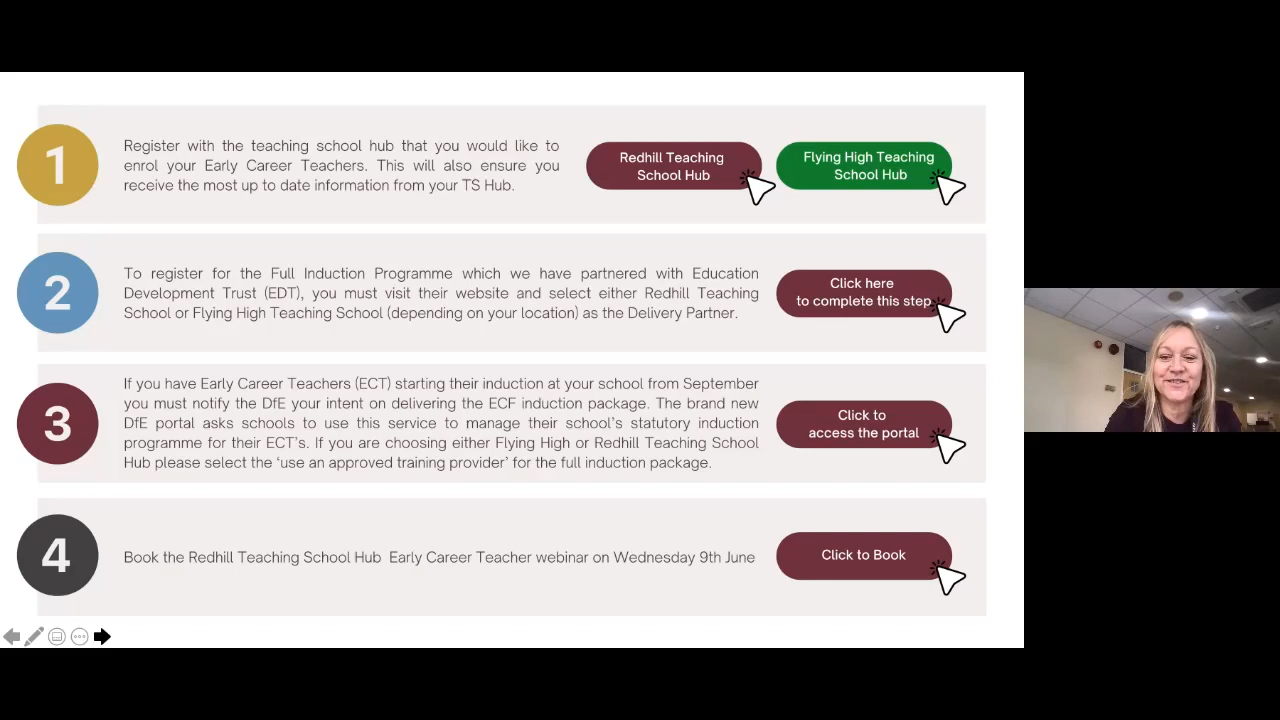 1
Register with the teaching school hub that you would like to
enrol your Early Career Teachers. This will also ensure you
receive the most up to date information from your TS Hub.
Redhill Teaching
School Hub
Flying High Teaching
School Hub
2
To register for the Full Induction Programme which we have partnered with Education
Development Trust (EDT), you must visit their website and select either Redhill Teaching
School or Flying High Teaching School (depending on your location) as the Delivery Partner.
Click here
to complete this step
3
If you have Early Career Teachers (ECT) starting their induction at your school from September
you must notify the DfE your intent on delivering the ECF induction package. The brand new
DfE portal asks schools to use this service to manage their school's statutory induction
programme for their ECT's. If you are choosing either Flying High or Redhill Teaching School
Hub please select the 'use an approved training provider' for the full induction package.
Click to
access the portal
4
Book the Redhill Teaching School Hub Early Career Teacher webinar on Wednesday 9th June
Click to Book